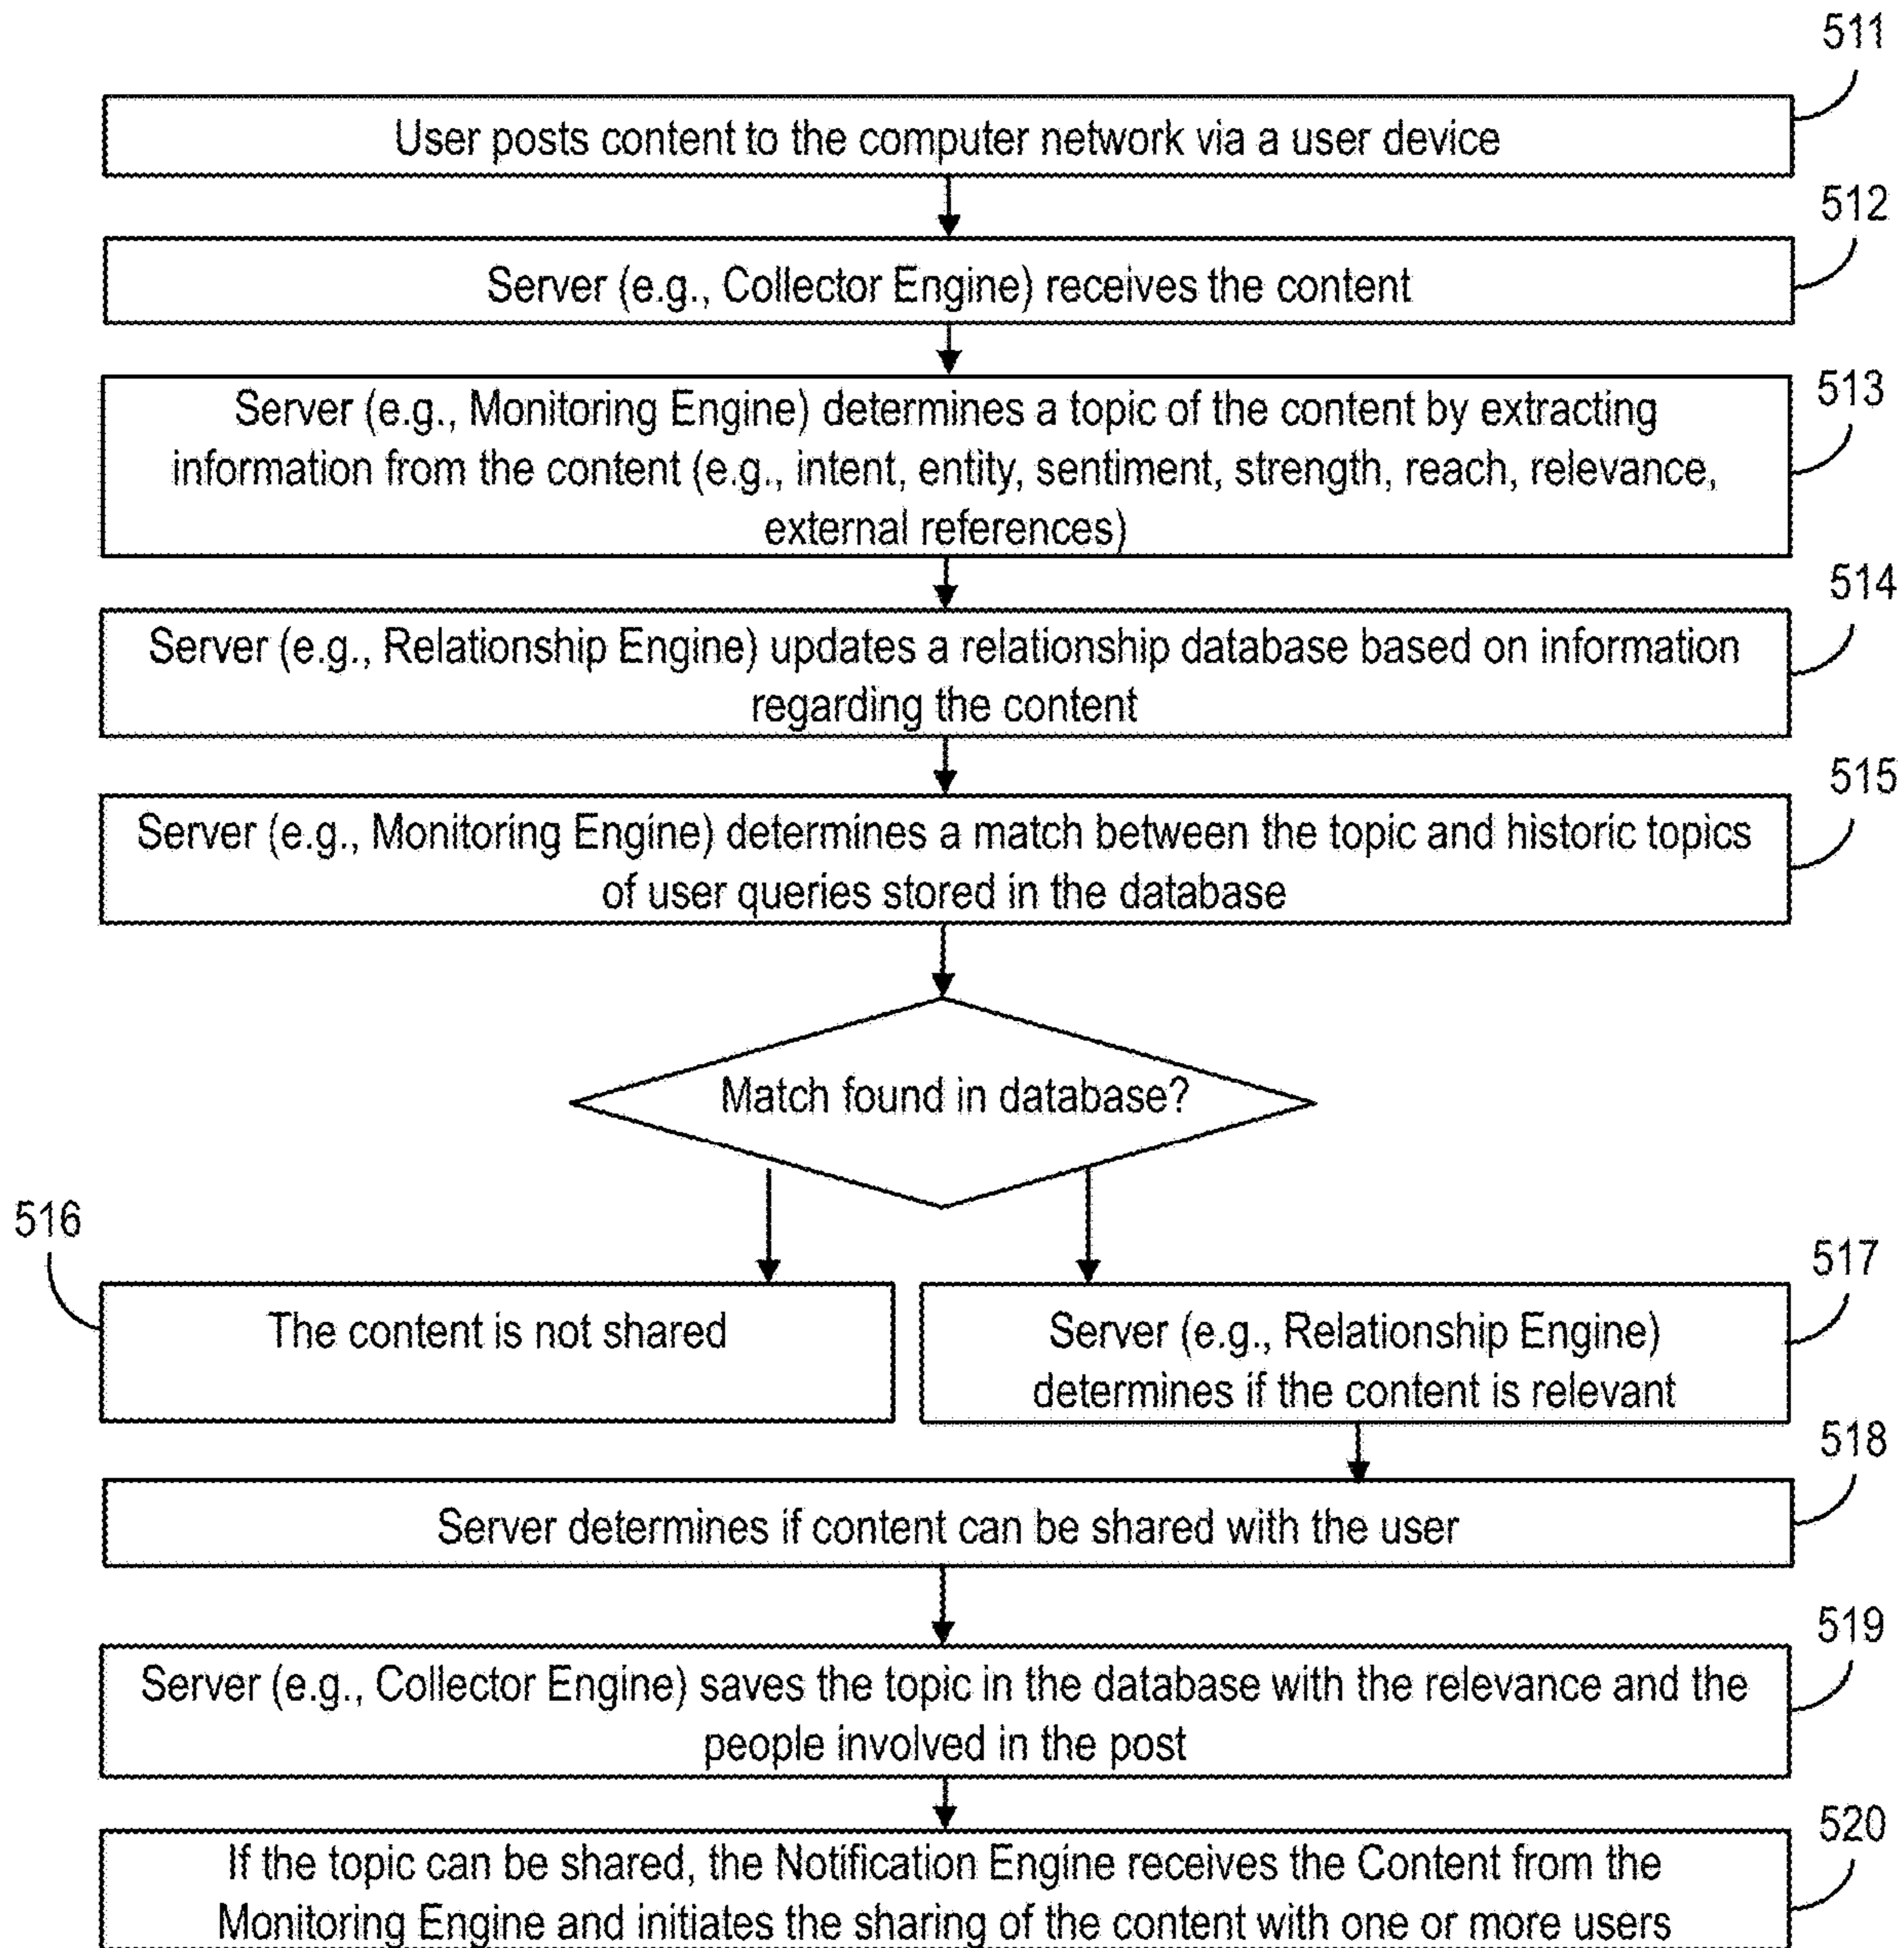 511
User posts content to the computer network via a user device
512
Server (e.g., Collector Engine) receives the content
513
Server (e.g., Monitoring Engine) determines a topic of the content by extracting
information from the content (e.g., intent, entity, sentiment, strength, reach, relevance,
external references)
514
Server (e.g., Relationship Engine) updates a relationship database based on information
regarding the content
515
Server (e.g., Monitoring Engine) determines a match between the topic and historic topics
of user queries stored in the database
Match found in database?
516
The content is not shared
517
Server (e.g., Relationship Engine)
determines if the content is relevant
518
Server determines if content can be shared with the user
519
Server (e.g., Collector Engine) saves the topic in the database with the relevance and the
people involved in the post
520
If the topic can be shared, the Notification Engine receives the Content from the
Monitoring Engine and initiates the sharing of the content with one or more users